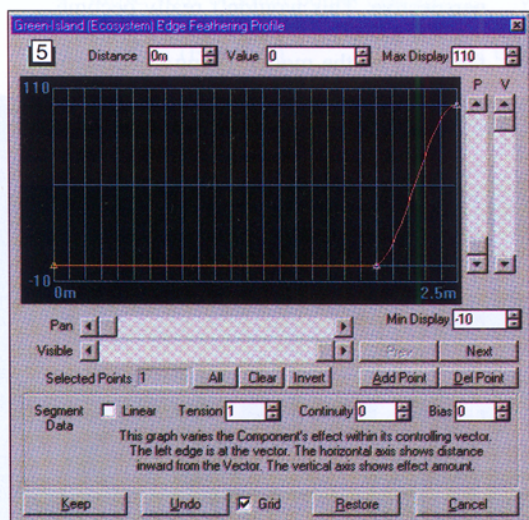 Green-Island (Ecosystem) Edge Feathering Profile
5 Distance 0m Value 0 Max Display 110
P V
110
-10
0m 2.5m
Pan Min Display -10
Visible Prev Next
Selected Points 1 All Clear Invert Add Point Del Point
Segment Data Linear Tension 1 Continuity 0 Bias 0
This graph varies the Component's effect within its controlling vector.
The left edge is at the vector. The horizontal axis shows distance
inward from the Vector. The vertical axis shows effect amount.
Keep Undo Grid Restore Cancel